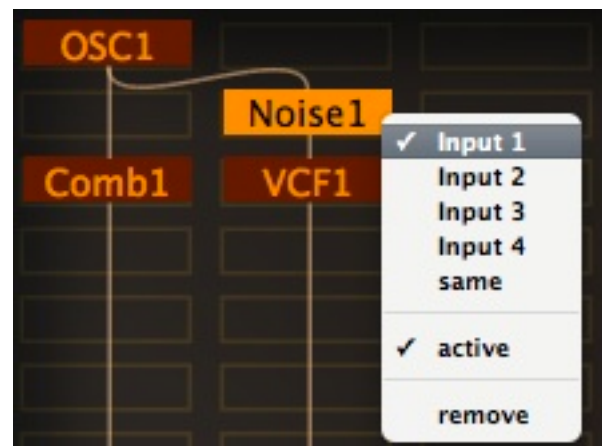 OSC1
Noise1
Comb1
VCF1
✓ Input 1
Input 2
Input 3
Input 4
same
✓ active
remove